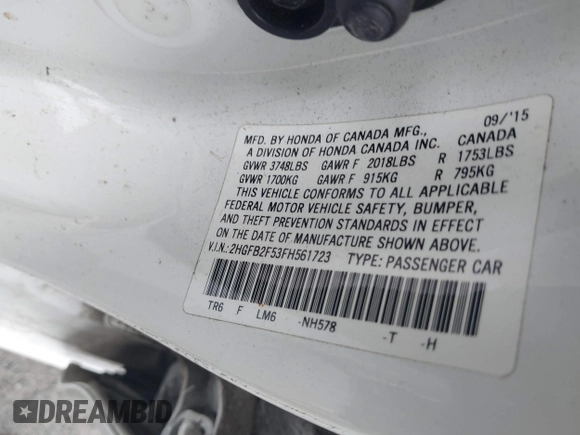 09/'15
MFD. BY HONDA OF CANADA MFG.,
A DIVISION OF HONDA CANADA INC. CANADA
GVWR 3748LBS GAWR F 2018LBS R 1753LBS
GVWR 1700KG GAWR F 915KG R 795KG
THIS VEHICLE CONFORMS TO ALL APPLICABLE
FEDERAL MOTOR VEHICLE SAFETY, BUMPER,
AND THEFT PREVENTION STANDARDS IN EFFECT
ON THE DATE OF MANUFACTURE SHOWN ABOVE.
V.I.N.:2HGFB2F53FH561723 TYPE: PASSENGER CAR
TR6 F LM6 -NH578 -T -H
DREAMBID